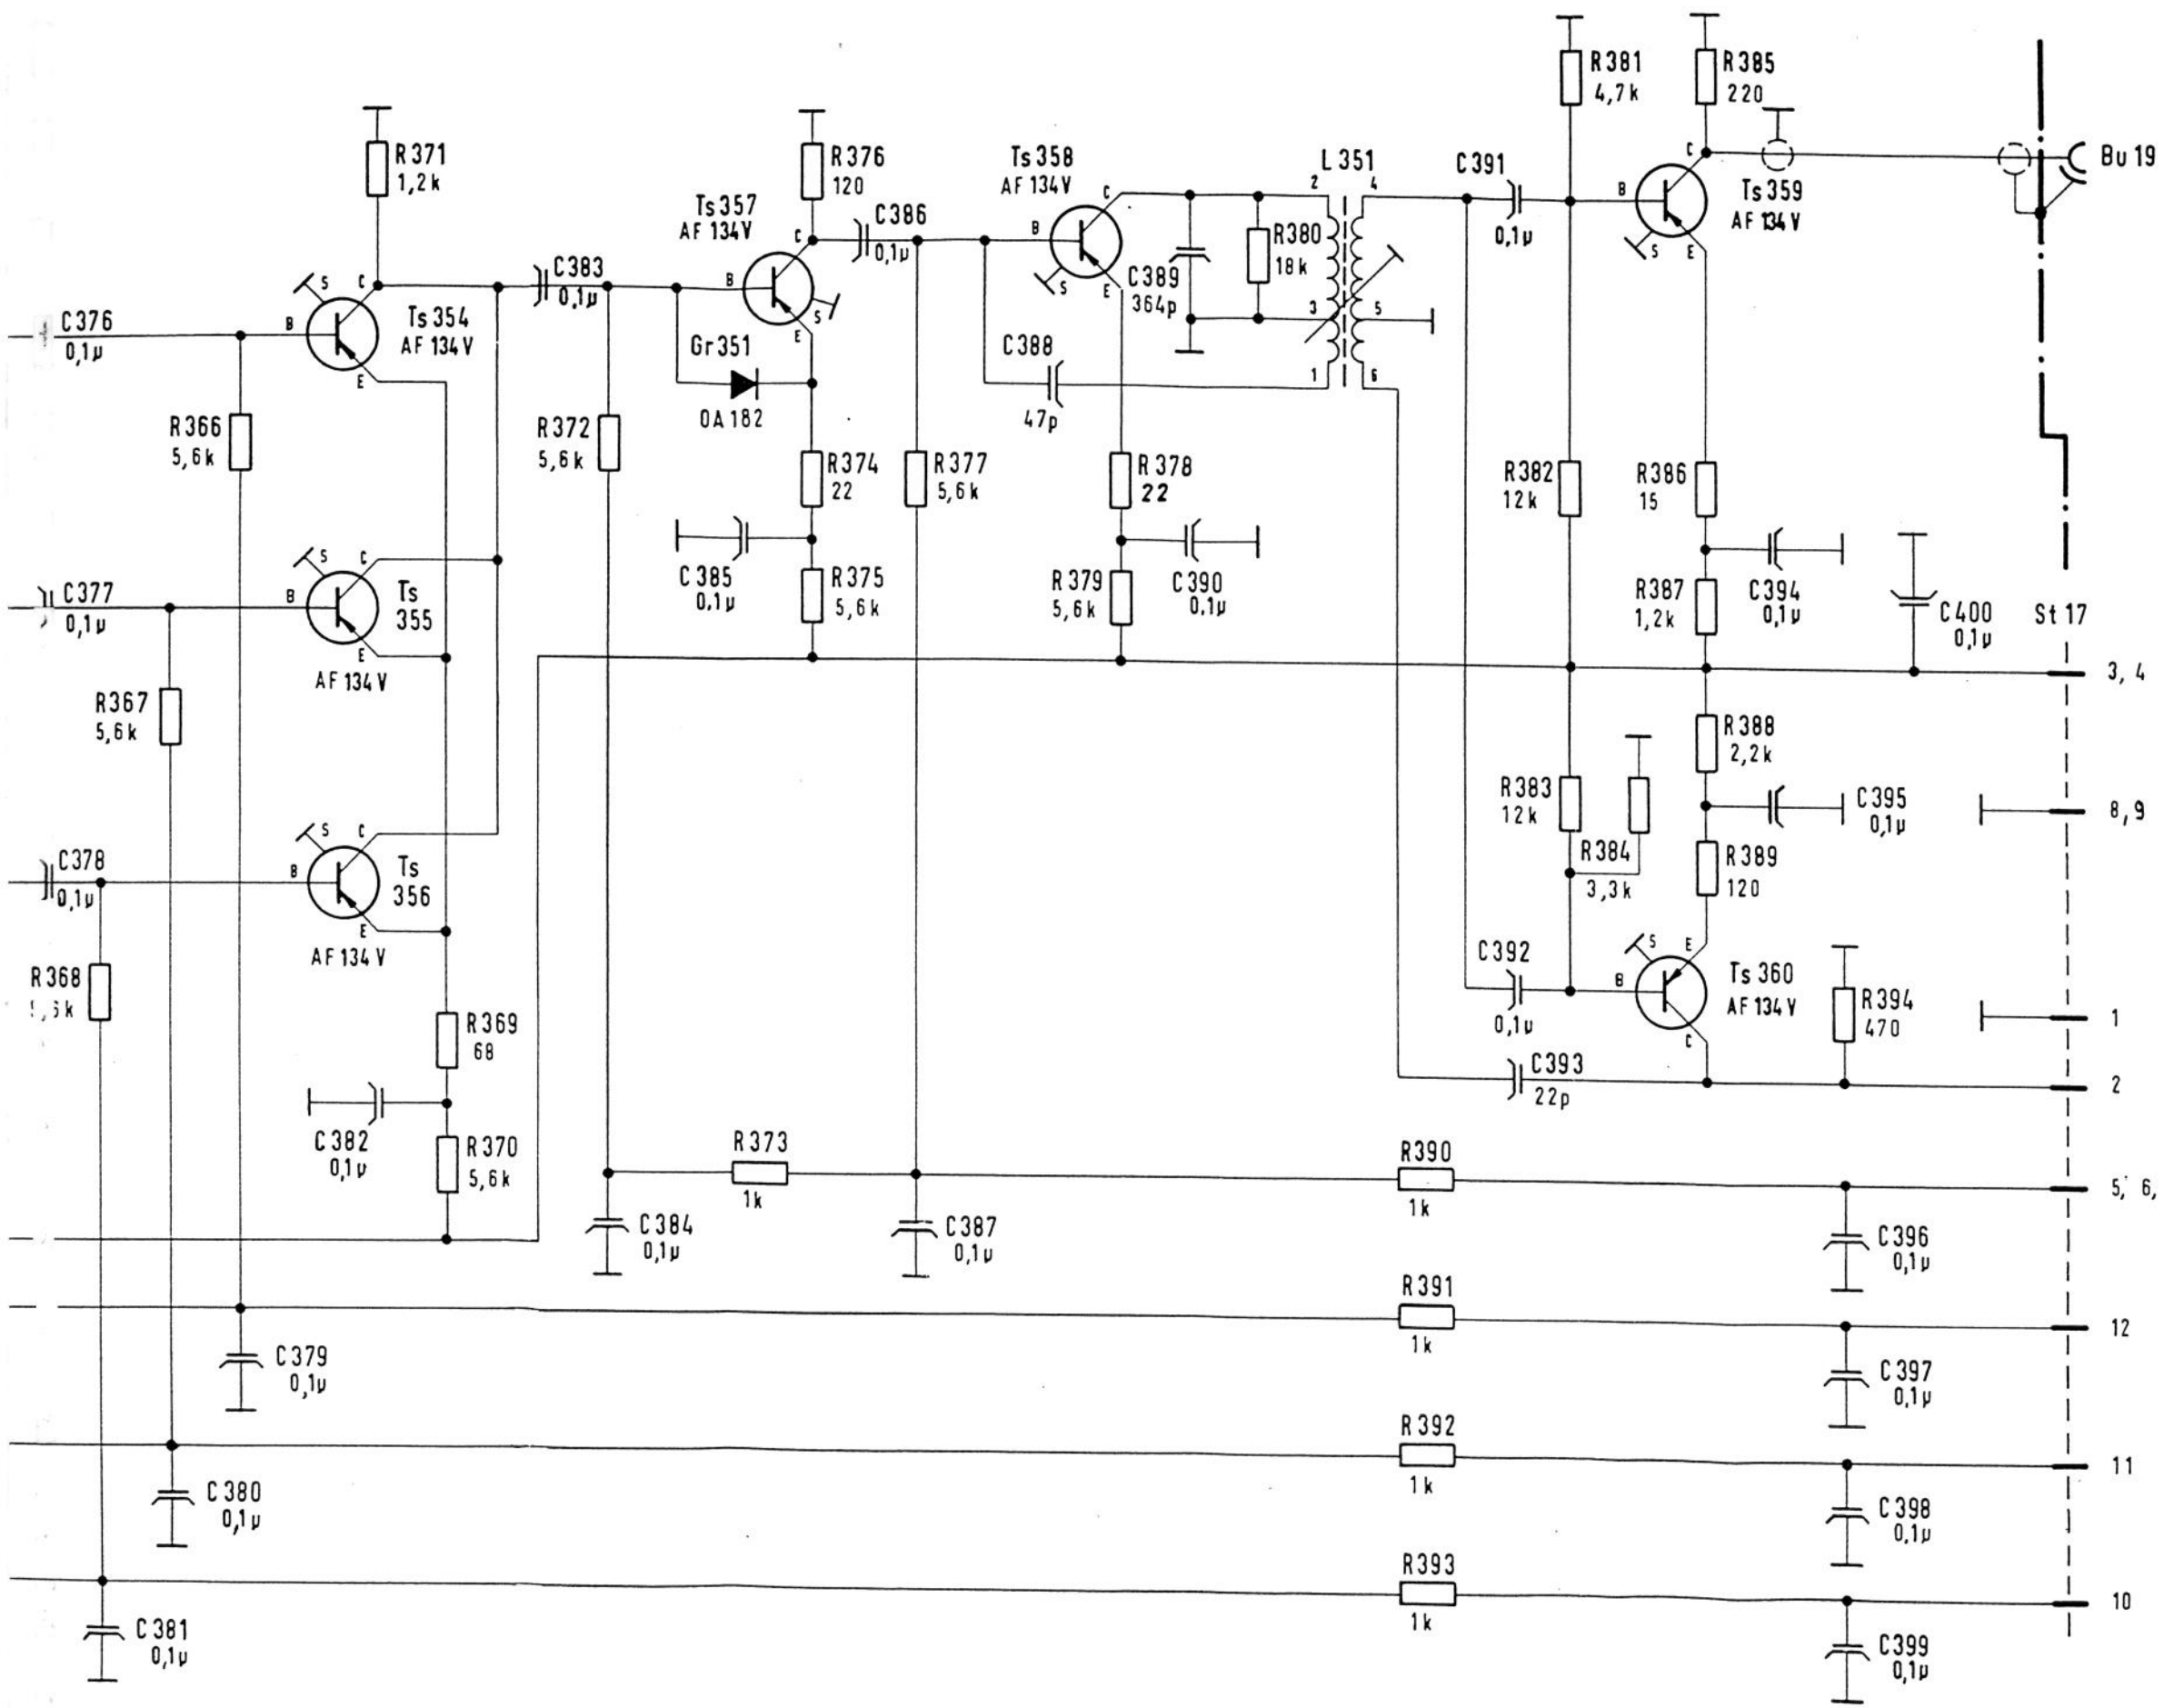 R381
4,7k
R385
220
R371
1,2k
R376
120
Ts358
AF 134V
L351
C391
0,1µ
Bu 19
Ts357
AF 134V
C386
0,1µ
Ts359
AF 134V
C383
0,1µ
R380
18k
C389
364p
2
4
3
5
1
6
C376
0,1µ
Ts354
AF 134V
Gr351
OA182
C388
47p
R366
5,6k
R372
5,6k
R374
22
R377
5,6k
R378
22
R382
12k
R386
15
C385
0,1µ
R375
5,6k
R379
5,6k
C390
0,1µ
R387
1,2k
C394
0,1µ
C400
0,1µ
St 17
C377
0,1µ
Ts
355
AF 134V
3, 4
R367
5,6k
R388
2,2k
R383
12k
R384
3,3k
C395
0,1µ
8, 9
R389
120
C378
0,1µ
Ts
356
AF 134V
R368
C392
0,1µ
Ts360
AF 134V
R394
470
1
R369
68
C393
22p
2
C382
0,1µ
R370
5,6k
R373
1k
R390
1k
5, 6,
C384
0,1µ
C387
0,1µ
C396
0,1µ
R391
1k
12
C379
0,1µ
C397
0,1µ
R392
1k
11
C380
0,1µ
C398
0,1µ
R393
1k
10
C381
0,1µ
C399
0,1µ
B
C
E
S
B
C
E
S
B
C
E
S
B
C
E
S
B
C
E
S
B
C
E
S
B
C
E
S